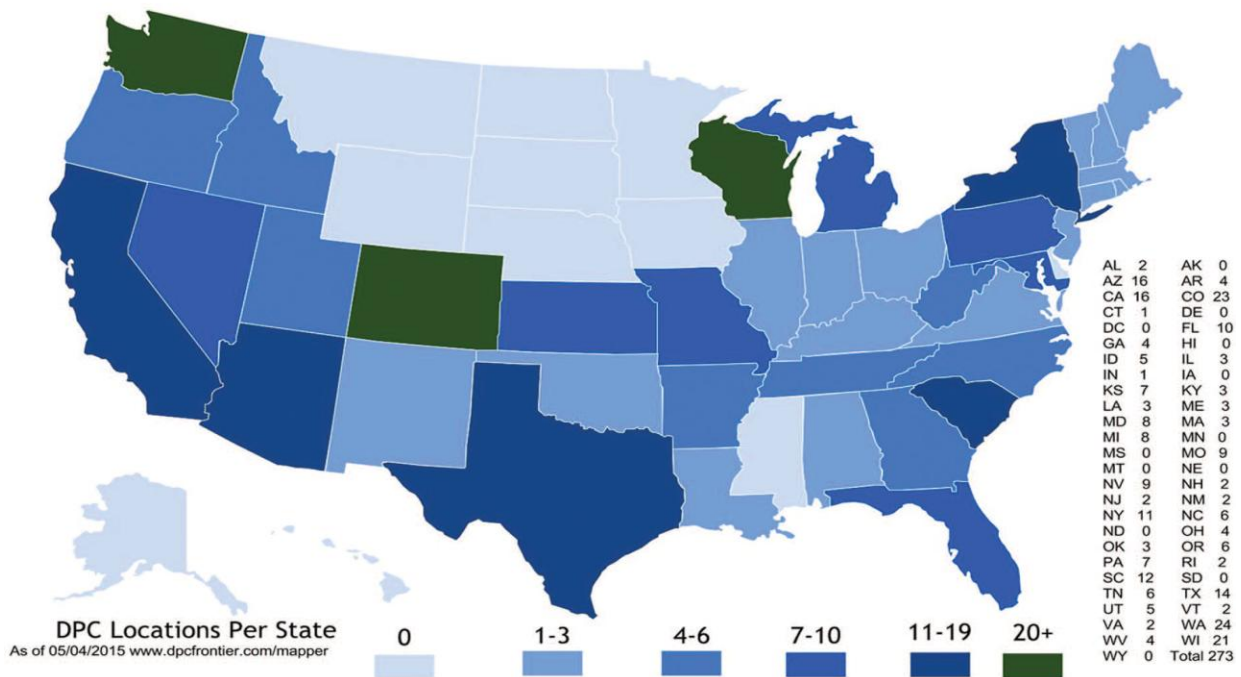 AL 2 AK 0
AZ 16 AR 4
CA 16 CO 23
CT 1 DE 0
DC 0 FL 10
GA 4 HI 0
ID 5 IL 3
IN 1 IA 0
KS 7 KY 3
LA 3 ME 3
MD 8 MA 3
MI 8 MN 0
MS 0 MO 9
MT 0 NE 0
NV 9 NH 2
NJ 2 NM 2
NY 11 NC 6
ND 0 OH 4
OK 3 OR 6
PA 7 RI 2
SC 12 SD 0
TN 6 TX 14
UT 5 VT 2
VA 2 WA 24
WV 4 WI 21
WY 0 Total 273
DPC Locations Per State
As of 05/04/2015 www.dpcfrontier.com/mapper
0 1-3 4-6 7-10 11-19 20+